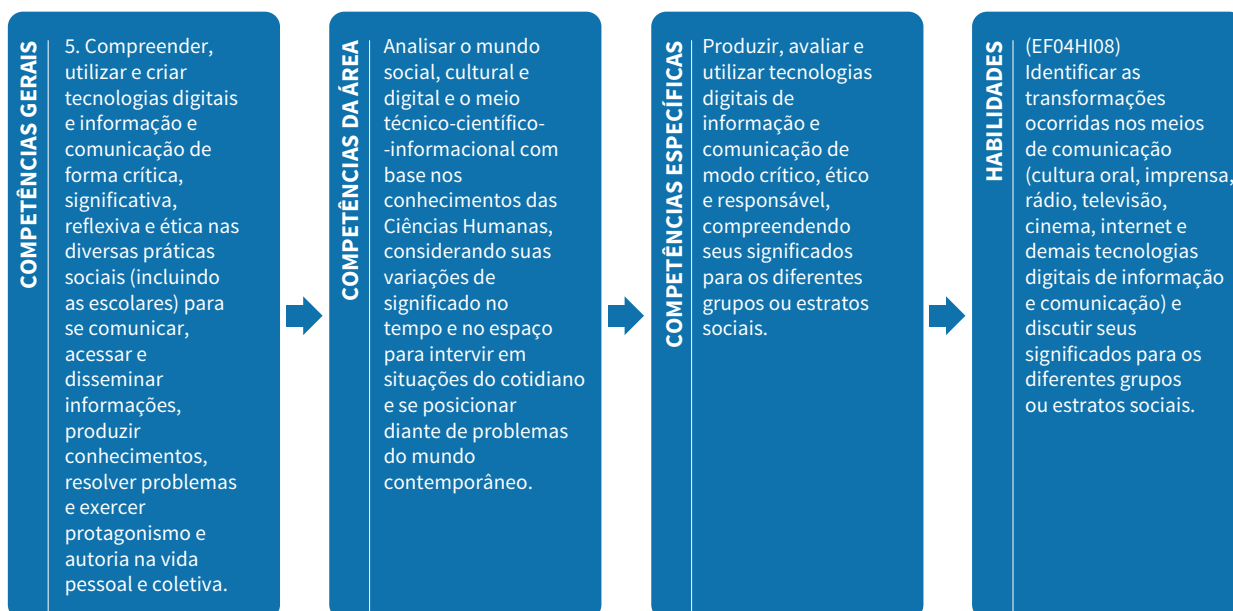 COMPETÊNCIAS GERAIS
5. Compreender,
utilizar e criar
tecnologias digitais
e informação e
comunicação de
forma crítica,
significativa,
reflexiva e ética nas
diversas práticas
sociais (incluindo
as escolares) para
se comunicar,
acessar e
disseminar
informações,
produzir
conhecimentos,
resolver problemas
e exercer
protagonismo e
autoria na vida
pessoal e coletiva.
COMPETÊNCIAS DA ÁREA
Analisar o mundo
social, cultural e
digital e o meio
técnico-científico-
-informacional com
base nos
conhecimentos das
Ciências Humanas,
considerando suas
variações de
significado no
tempo e no espaço
para intervir em
situações do cotidiano
e se posicionar
diante de problemas
do mundo
contemporâneo.
COMPETÊNCIAS ESPECÍFICAS
Produzir, avaliar e
utilizar tecnologias
digitais de
informação e
comunicação de
modo crítico, ético
e responsável,
compreendendo
seus significados
para os diferentes
grupos ou estratos
sociais.
HABILIDADES
(EF04HI08)
Identificar as
transformações
ocorridas nos meios
de comunicação
(cultura oral, imprensa,
rádio, televisão,
cinema, internet e
demais tecnologias
digitais de informação
e comunicação) e
discutir seus
significados para os
diferentes grupos
ou estratos sociais.